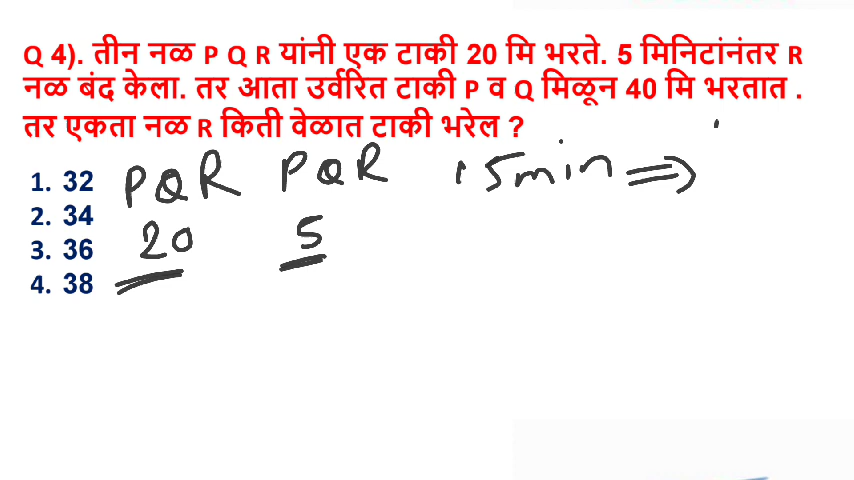 Q 4). तीन नळ P Q R यांनी एक टाकी 20 मि भरते. 5 मिनिटांनंतर R
नळ बंद केला. तर आता उर्वरित टाकी P व Q मिळून 40 मि भरतात .
तर एकता नळ R किती वेळात टाकी भरेल ?
1. 32
2. 34
3. 36
4. 38
PQR PQR 15min ⇒
20 5